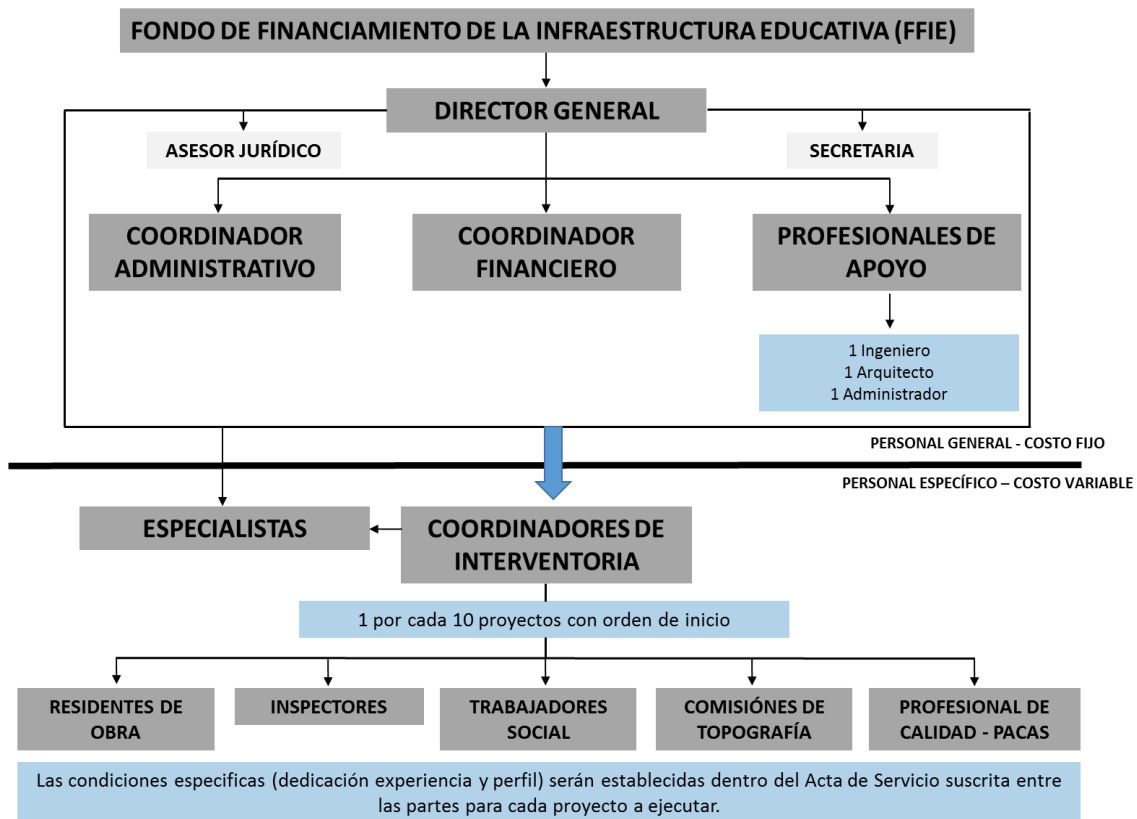 FONDO DE FINANCIAMIENTO DE LA INFRAESTRUCTURA EDUCATIVA (FFIE)
DIRECTOR GENERAL
ASESOR JURÍDICO
SECRETARIA
COORDINADOR
ADMINISTRATIVO
COORDINADOR
FINANCIERO
PROFESIONALES DE
APOYO
1 Ingeniero
1 Arquitecto
1 Administrador
PERSONAL GENERAL - COSTO FIJO
PERSONAL ESPECÍFICO – COSTO VARIABLE
ESPECIALISTAS
COORDINADORES DE
INTERVENTORIA
1 por cada 10 proyectos con orden de inicio
RESIDENTES DE
OBRA
INSPECTORES
TRABAJADORES
SOCIAL
COMISIÓNES DE
TOPOGRAFÍA
PROFESIONAL DE
CALIDAD - PACAS
Las condiciones especificas (dedicación experiencia y perfil) serán establecidas dentro del Acta de Servicio suscrita entre
las partes para cada proyecto a ejecutar.